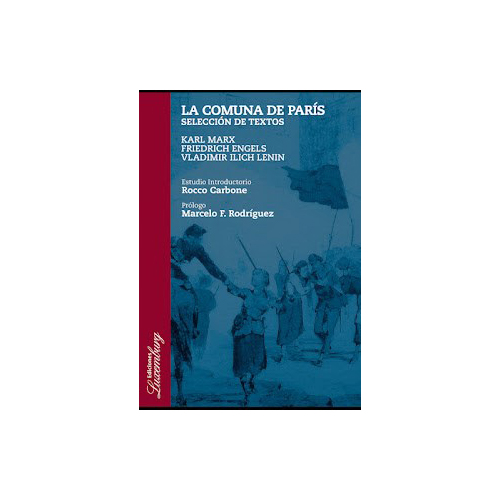 LA COMUNA DE PARÍS
SELECCIÓN DE TEXTOS
KARL MARX
FRIEDRICH ENGELS
VLADIMIR ILICH LENIN
Estudio Introductorio
Rocco Carbone
Prólogo
Marcelo F. Rodríguez
Ediciones
Luxemburg